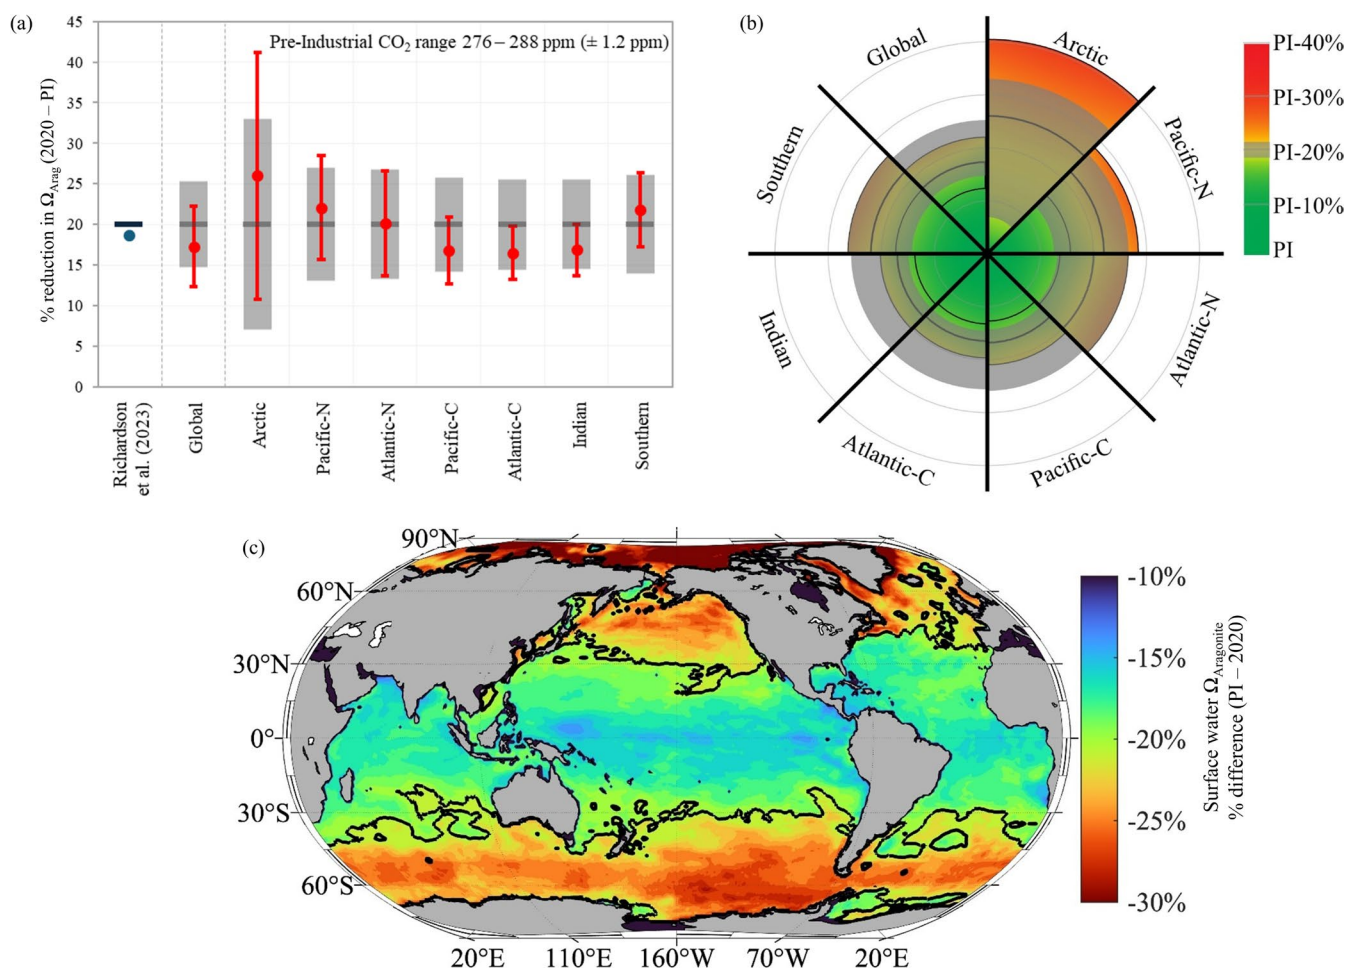 (a)
45
40
35
30
25
20
15
10
5
0
% reduction in Ω_Arag (2020 – PI)
Pre-Industrial CO₂ range 276 – 288 ppm (± 1.2 ppm)
Richardson
et al. (2023)
Global
Arctic
Pacific-N
Atlantic-N
Pacific-C
Atlantic-C
Indian
Southern
(b)
Global
Arctic
Pacific-N
Atlantic-N
Pacific-C
Atlantic-C
Indian
Southern
PI-40%
PI-30%
PI-20%
PI-10%
PI
(c)
90°N
60°N
30°N
0°
30°S
60°S
20°E
110°E
160°W
70°W
20°E
-10%
-15%
-20%
-25%
-30%
Surface water Ω_Aragonite
% difference (PI – 2020)